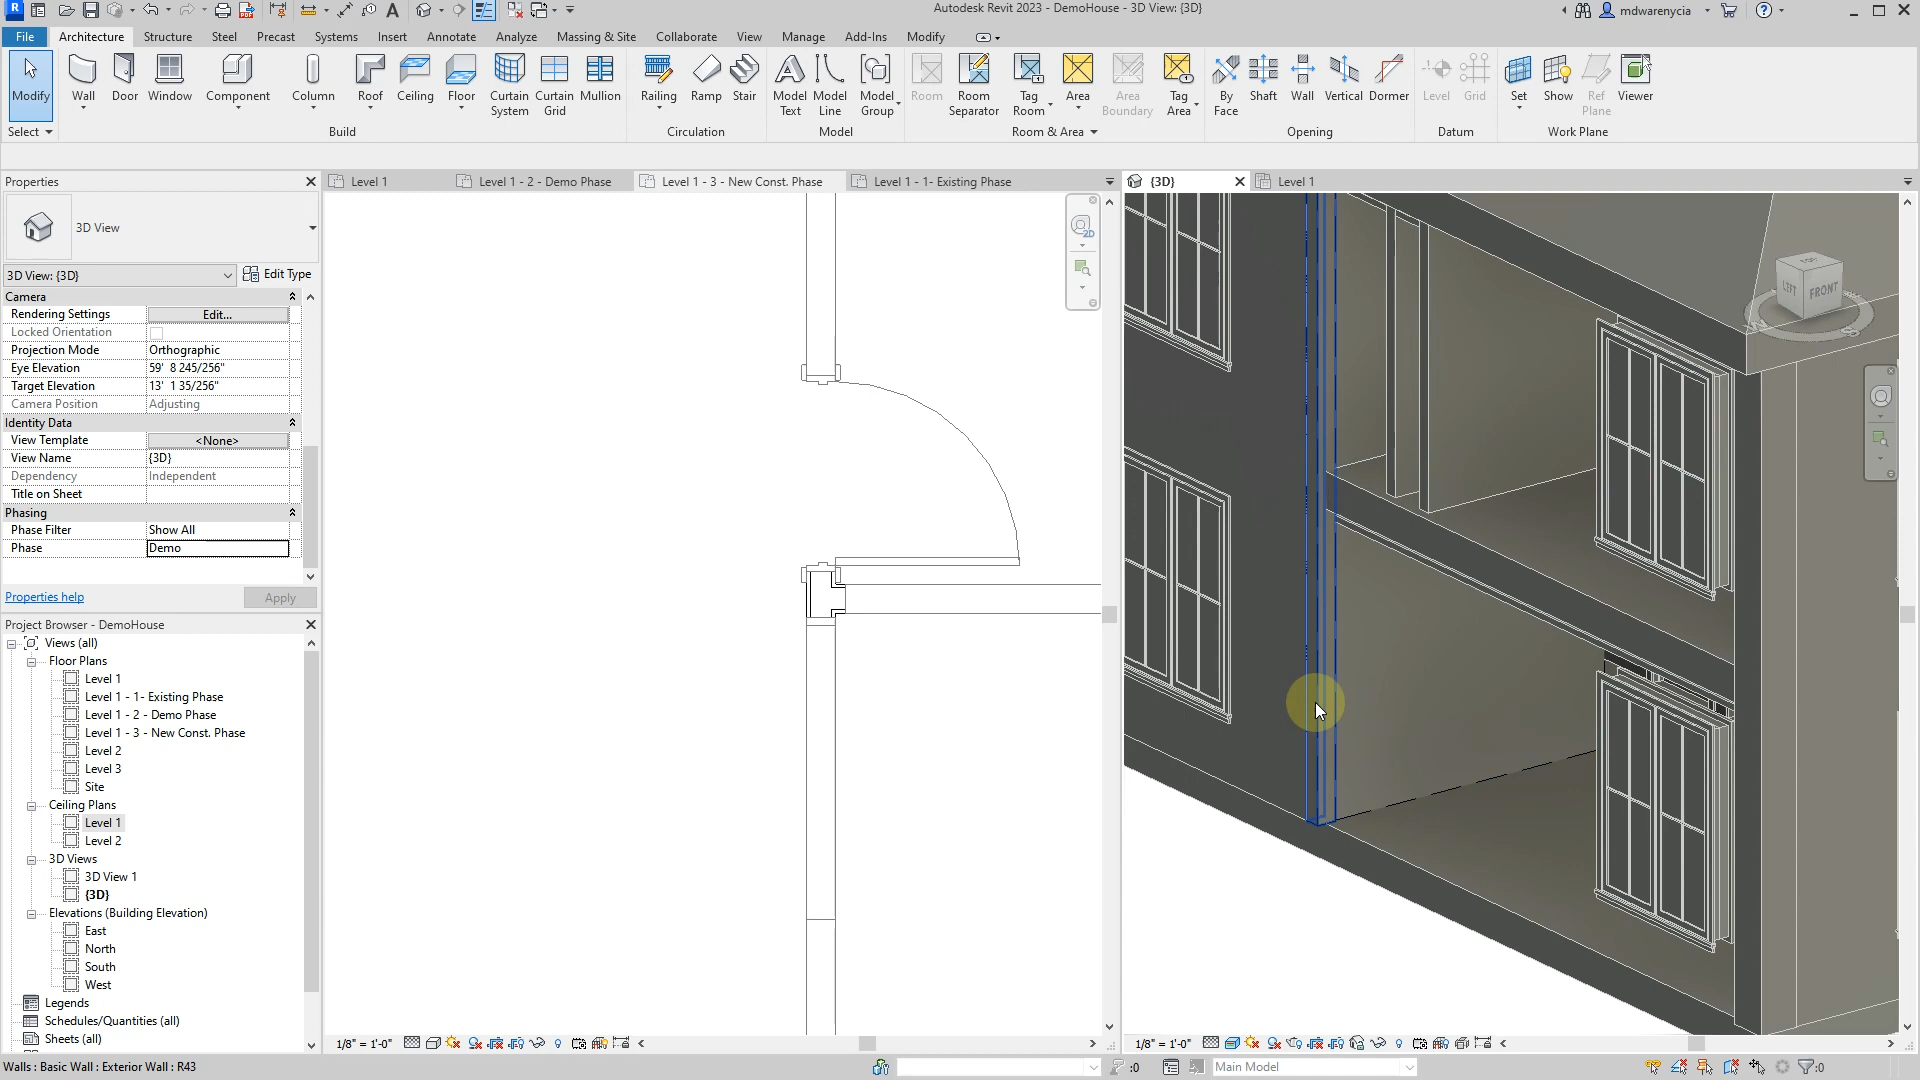 Autodesk Revit 2023 - DemoHouse - 3D View: {3D}
mdwarenycia
File Architecture Structure Steel Precast Systems Insert Annotate Analyze Massing & Site Collaborate View Manage Add-Ins Modify
Modify Wall Door Window Component Column Roof Ceiling Floor Curtain System Curtain Grid Mullion Railing Ramp Stair Model Text Model Line Model Group Room Room Separator Tag Room Area Area Boundary Tag Area By Face Shaft Wall Vertical Dormer Level Grid Set Show Ref Plane Viewer
Select Build Circulation Model Room & Area Opening Datum Work Plane
Properties
Level 1
Level 1 - 2 - Demo Phase
Level 1 - 3 - New Const. Phase
Level 1 - 1- Existing Phase
{3D}
Level 1
3D View
3D View: {3D} Edit Type
Camera
Rendering Settings Edit...
Locked Orientation
Projection Mode Orthographic
Eye Elevation 59' 8 245/256"
Target Elevation 13' 1 35/256"
Camera Position Adjusting
Identity Data
View Template <None>
View Name {3D}
Dependency Independent
Title on Sheet
Phasing
Phase Filter Show All
Phase Demo
Properties help Apply
Project Browser - DemoHouse
Views (all)
Floor Plans
Level 1
Level 1 - 1- Existing Phase
Level 1 - 2 - Demo Phase
Level 1 - 3 - New Const. Phase
Level 2
Level 3
Site
Ceiling Plans
Level 1
Level 2
3D Views
3D View 1
{3D}
Elevations (Building Elevation)
East
North
South
West
Legends
Schedules/Quantities (all)
Sheets (all)
2D
TOP
LEFT FRONT
W S
1/8" = 1'-0"
1/8" = 1'-0"
Walls : Basic Wall : Exterior Wall : R43
:0
Main Model
:0